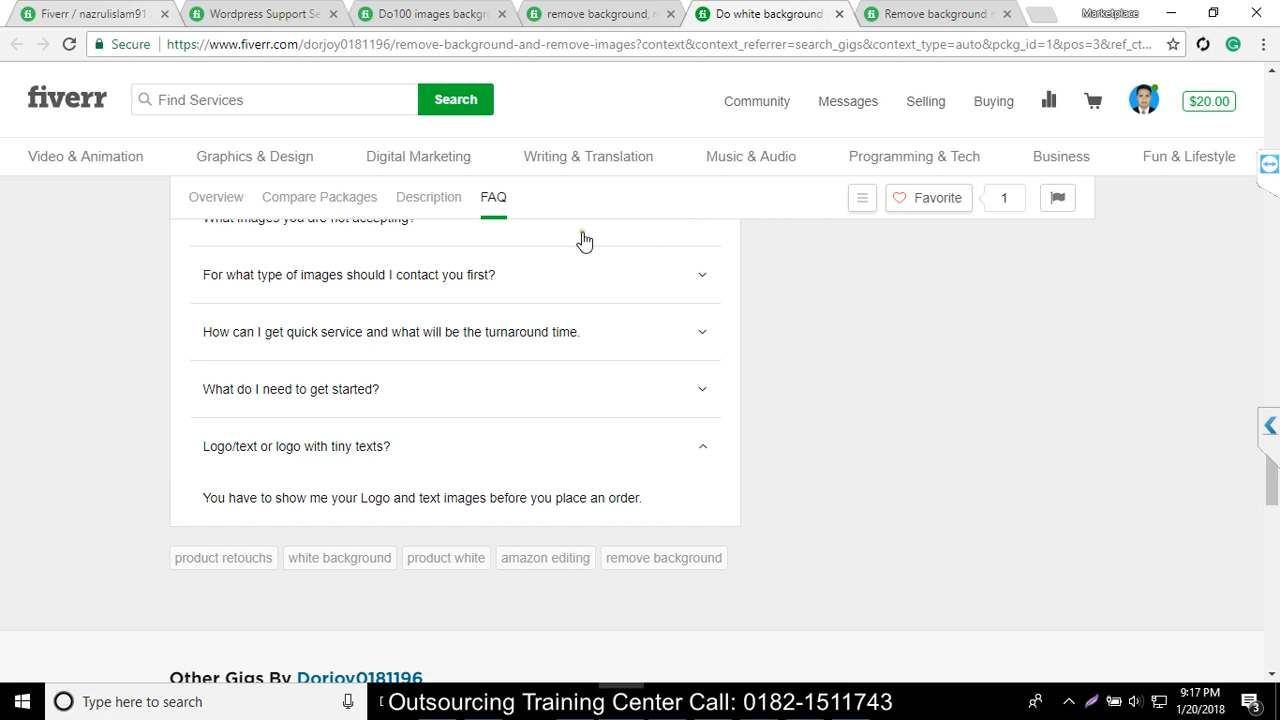 Fiverr / nazrulislam91
Wordpress Support Se
Do100 images backgr
remove background, r
Do white background
Remove background
Marketplace
Secure
https://www.fiverr.com/dorjoy0181196/remove-background-and-remove-images?context&context_referrer=search_gigs&context_type=auto&pckg_id=1&pos=3&ref_ct...
fiverr
Find Services
Search
Community
Messages
Selling
Buying
$20.00
Video & Animation
Graphics & Design
Digital Marketing
Writing & Translation
Music & Audio
Programming & Tech
Business
Fun & Lifestyle
Overview
Compare Packages
Description
FAQ
Favorite
1
What images you are not accepting?
For what type of images should I contact you first?
How can I get quick service and what will be the turnaround time.
What do I need to get started?
Logo/text or logo with tiny texts?
You have to show me your Logo and text images before you place an order.
product retouchs
white background
product white
amazon editing
remove background
Other Gigs By Dorjoy0181196
Type here to search
Outsourcing Training Center Call: 0182-1511743
9:17 PM
1/20/2018
3